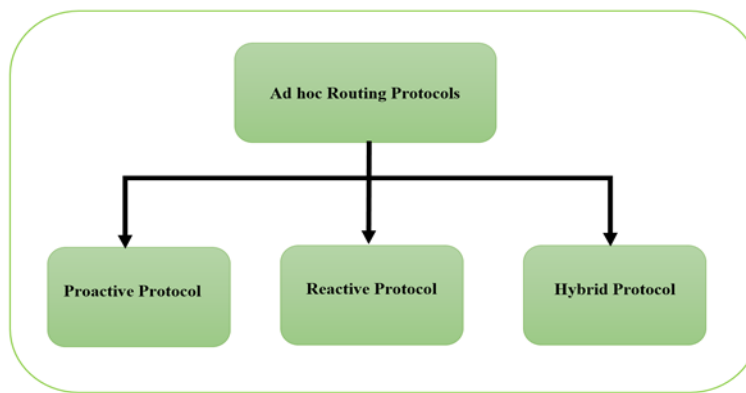 Ad hoc Routing Protocols
Proactive Protocol
Reactive Protocol
Hybrid Protocol